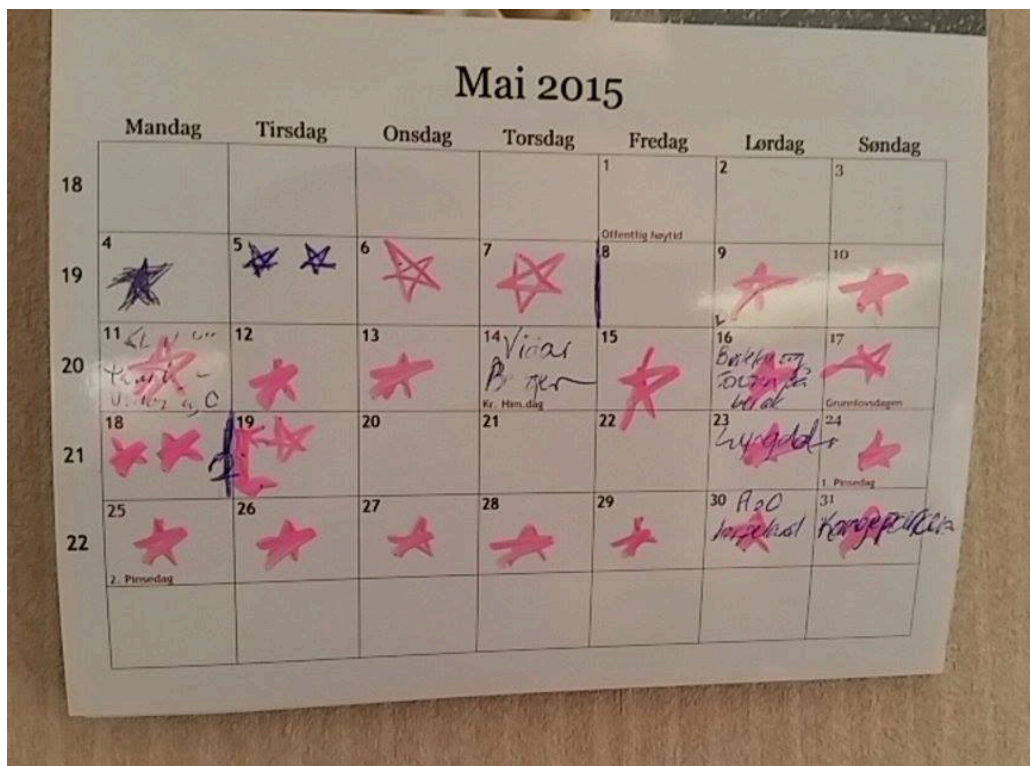 Mai 2015
Mandag Tirsdag Onsdag Torsdag Fredag Lørdag Søndag
18 1 2 3
Offentlig høytid
19 4 5 6 7 8 9 10
20 11 12 13 14 15 16 17
Vidar
Kr. Him.dag Grunnlovsdagen
21 18 19 20 21 22 23 24
Lyngdal
1. Pinsedag
22 25 26 27 28 29 30 31
2. Pinsedag